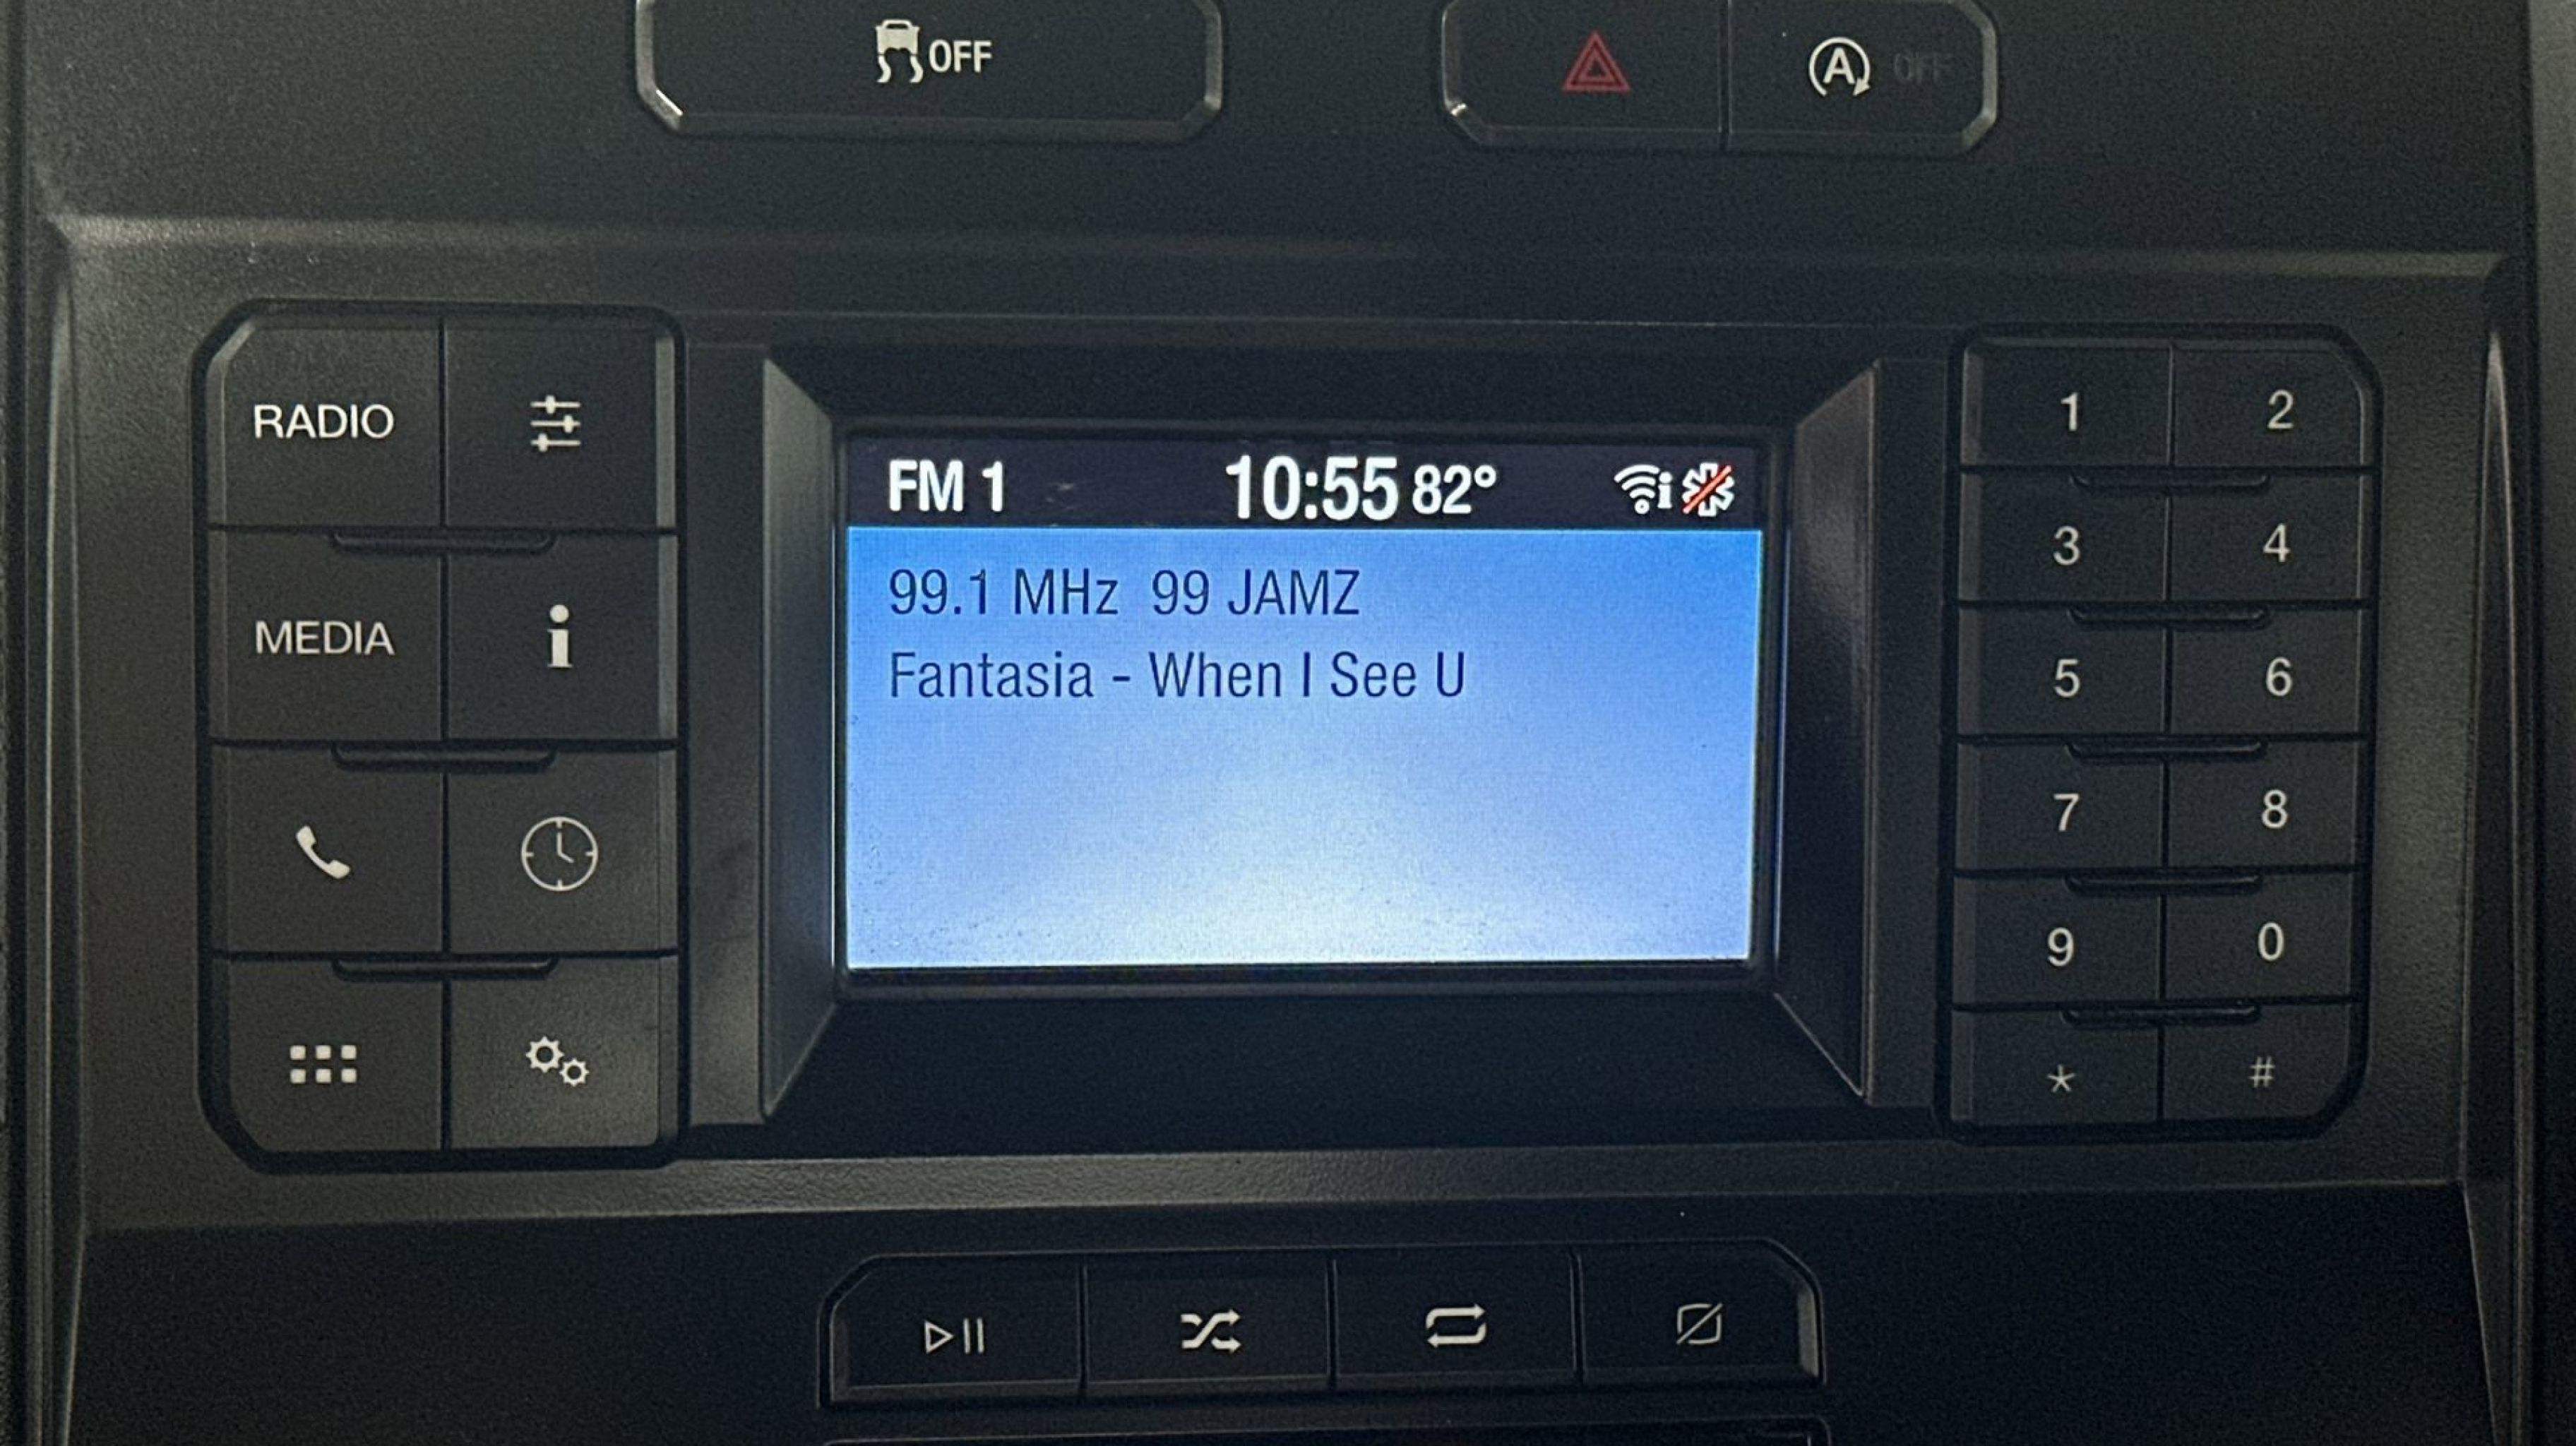 OFF
A OFF
RADIO
MEDIA
FM 1 10:55 82° i
99.1 MHz 99 JAMZ
Fantasia - When I See U
i
1 2
3 4
5 6
7 8
9 0
* #